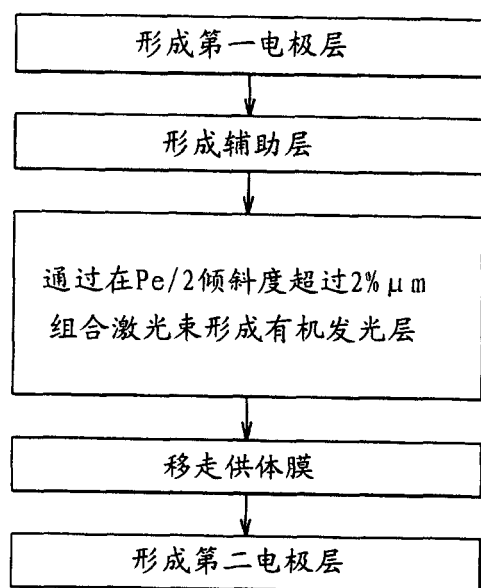 形成第一电极层
形成辅助层
通过在Pe/2倾斜度超过2%μm
组合激光束形成有机发光层
移走供体膜
形成第二电极层